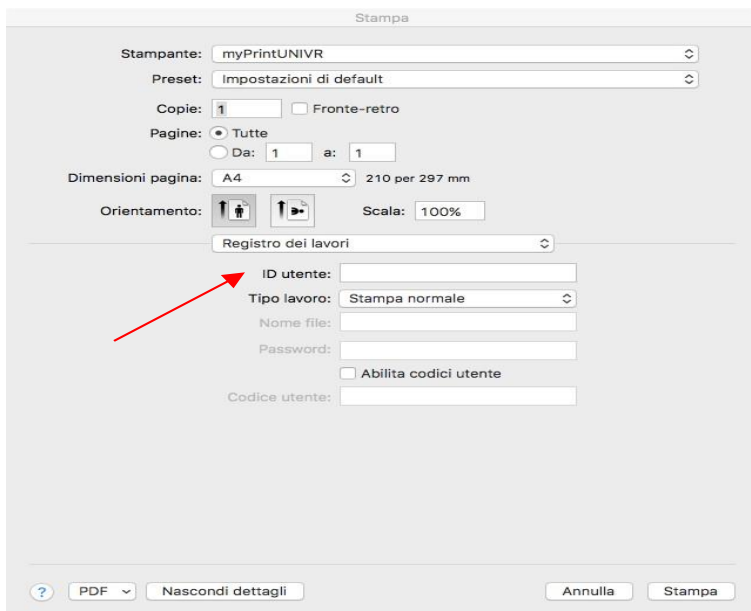 Stampa
Stampante: myPrintUNIVR
Preset: Impostazioni di default
Copie: 1 Fronte-retro
Pagine: Tutte
Da: 1 a: 1
Dimensioni pagina: A4 210 per 297 mm
Orientamento: Scala: 100%
Registro dei lavori
ID utente:
Tipo lavoro: Stampa normale
Nome file:
Password:
Abilita codici utente
Codice utente:
? PDF Nascondi dettagli Annulla Stampa